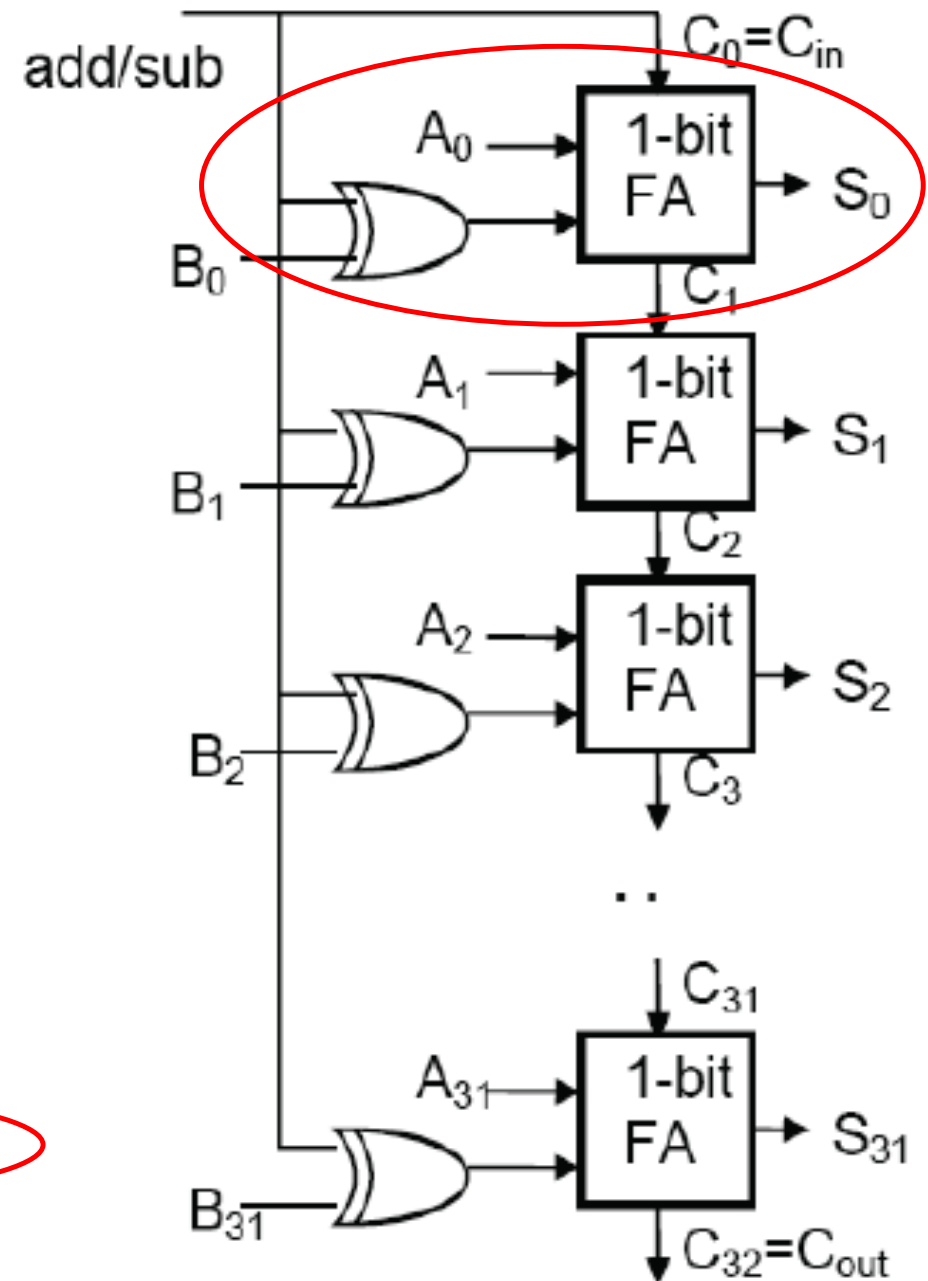 C₀=Cᵢₙ
add/sub
A₀
1-bit
FA
S₀
B₀
C₁
A₁
1-bit
FA
S₁
B₁
C₂
A₂
1-bit
FA
S₂
B₂
C₃
. .
C₃₁
A₃₁
1-bit
FA
S₃₁
B₃₁
C₃₂=Cₒᵤₜ